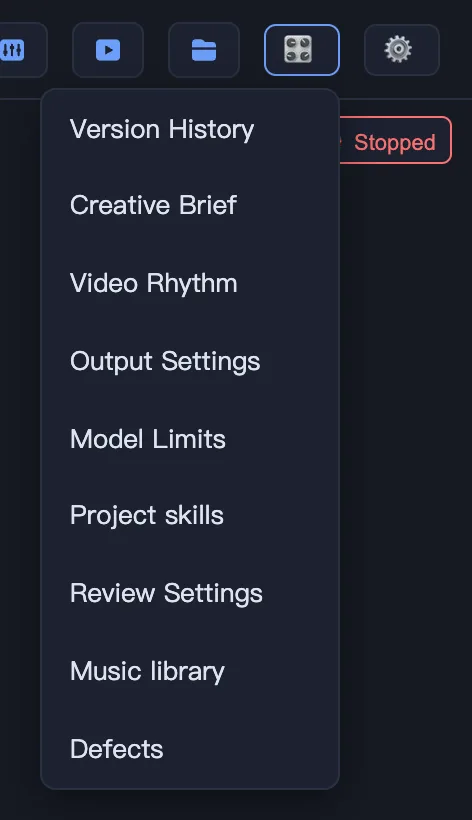 Stopped
Version History
Creative Brief
Video Rhythm
Output Settings
Model Limits
Project skills
Review Settings
Music library
Defects